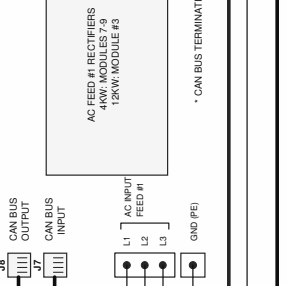 AC FEED #1 RECTIFIERS
4KW: MODULES 7-9
12KW: MODULE #3
* CAN BUS
J8
CAN BUS
OUTPUT
J7
CAN BUS
INPUT
AC INPUT
FEED #1
L1
L2
L3
GND (PE)